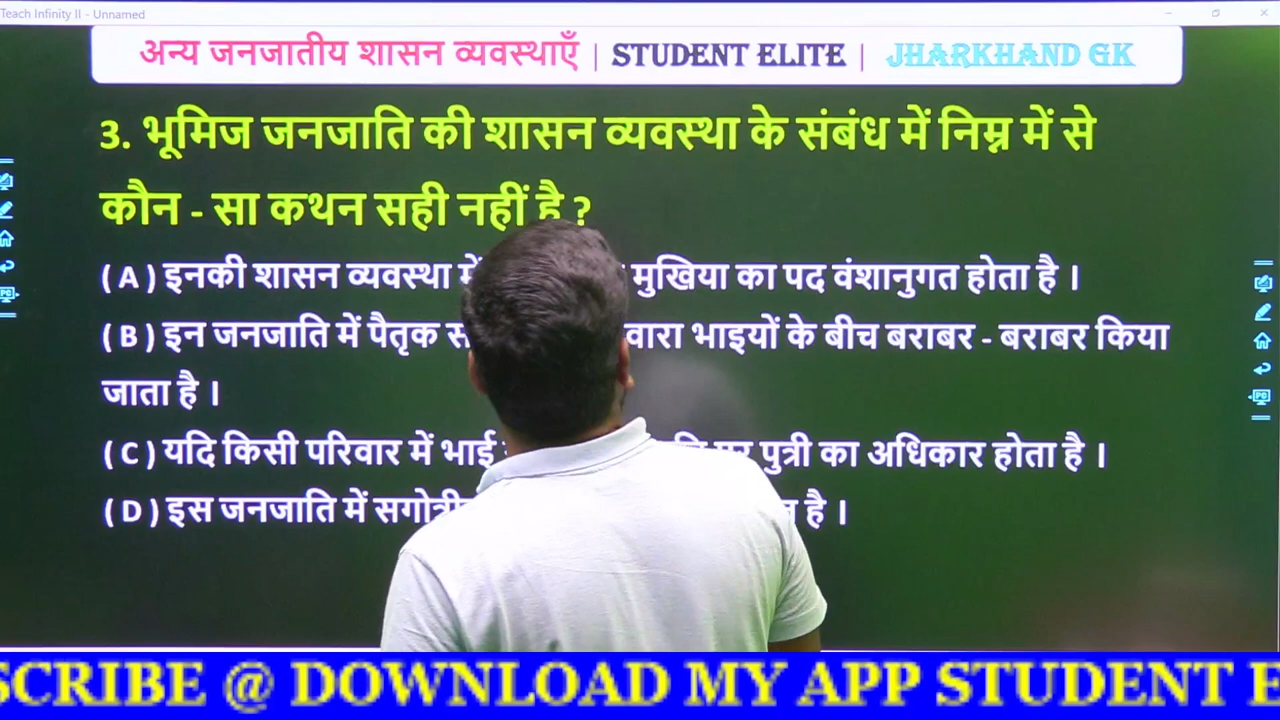 Teach Infinity II - Unnamed
अन्य जनजातीय शासन व्यवस्थाएँ | STUDENT ELITE | JHARKHAND GK
3. भूमिज जनजाति की शासन व्यवस्था के संबंध में निम्न में से
कौन - सा कथन सही नहीं है ?
( A ) इनकी शासन व्यवस्था में मुखिया का पद वंशानुगत होता है ।
( B ) इन जनजाति में पैतृक भाइयों के बीच बराबर - बराबर किया
जाता है ।
( C ) यदि किसी परिवार में भाई पुत्री का अधिकार होता है ।
( D ) इस जनजाति में है ।
@ DOWNLOAD MY APP STUDENT